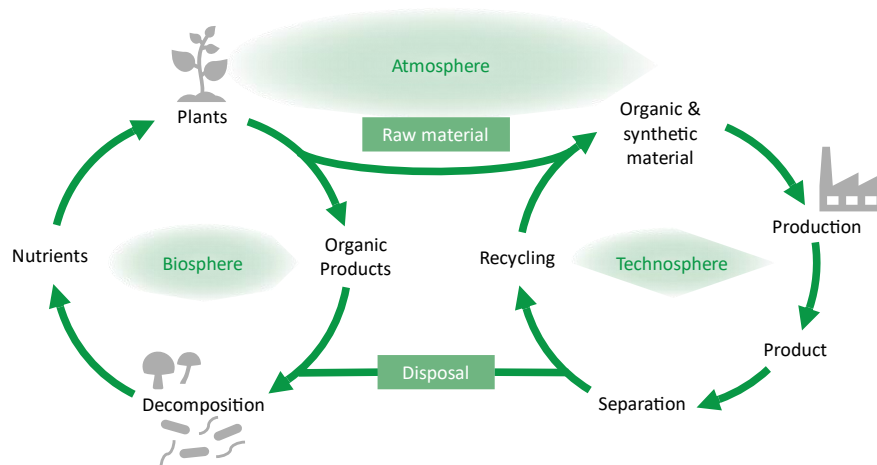 Atmosphere
Plants
Raw material
Organic &
synthetic
material
Production
Nutrients
Biosphere
Organic
Products
Recycling
Technosphere
Product
Disposal
Decomposition
Separation